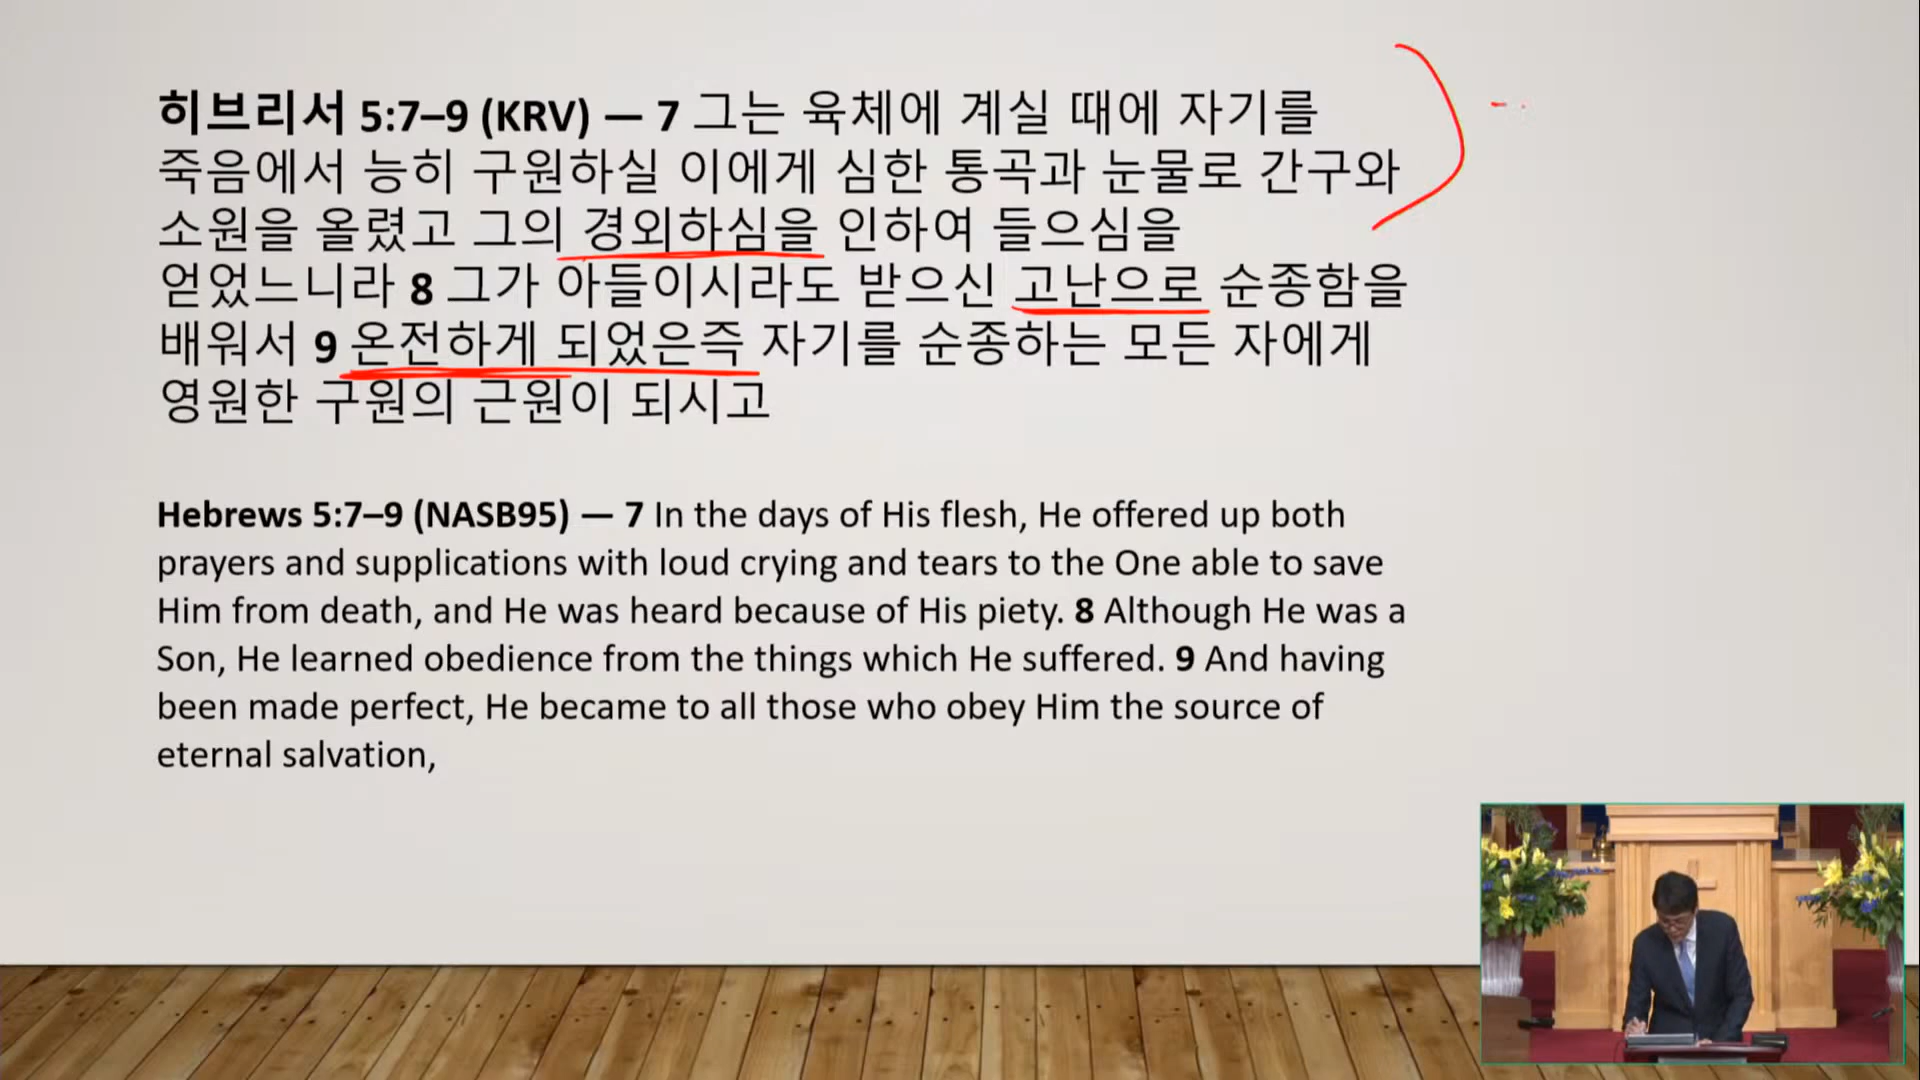 히브리서 5:7–9 (KRV) — 7 그는 육체에 계실 때에 자기를
죽음에서 능히 구원하실 이에게 심한 통곡과 눈물로 간구와
소원을 올렸고 그의 경외하심을 인하여 들으심을
얻었느니라 8 그가 아들이시라도 받으신 고난으로 순종함을
배워서 9 온전하게 되었은즉 자기를 순종하는 모든 자에게
영원한 구원의 근원이 되시고
Hebrews 5:7–9 (NASB95) — 7 In the days of His flesh, He offered up both
prayers and supplications with loud crying and tears to the One able to save
Him from death, and He was heard because of His piety. 8 Although He was a
Son, He learned obedience from the things which He suffered. 9 And having
been made perfect, He became to all those who obey Him the source of
eternal salvation,